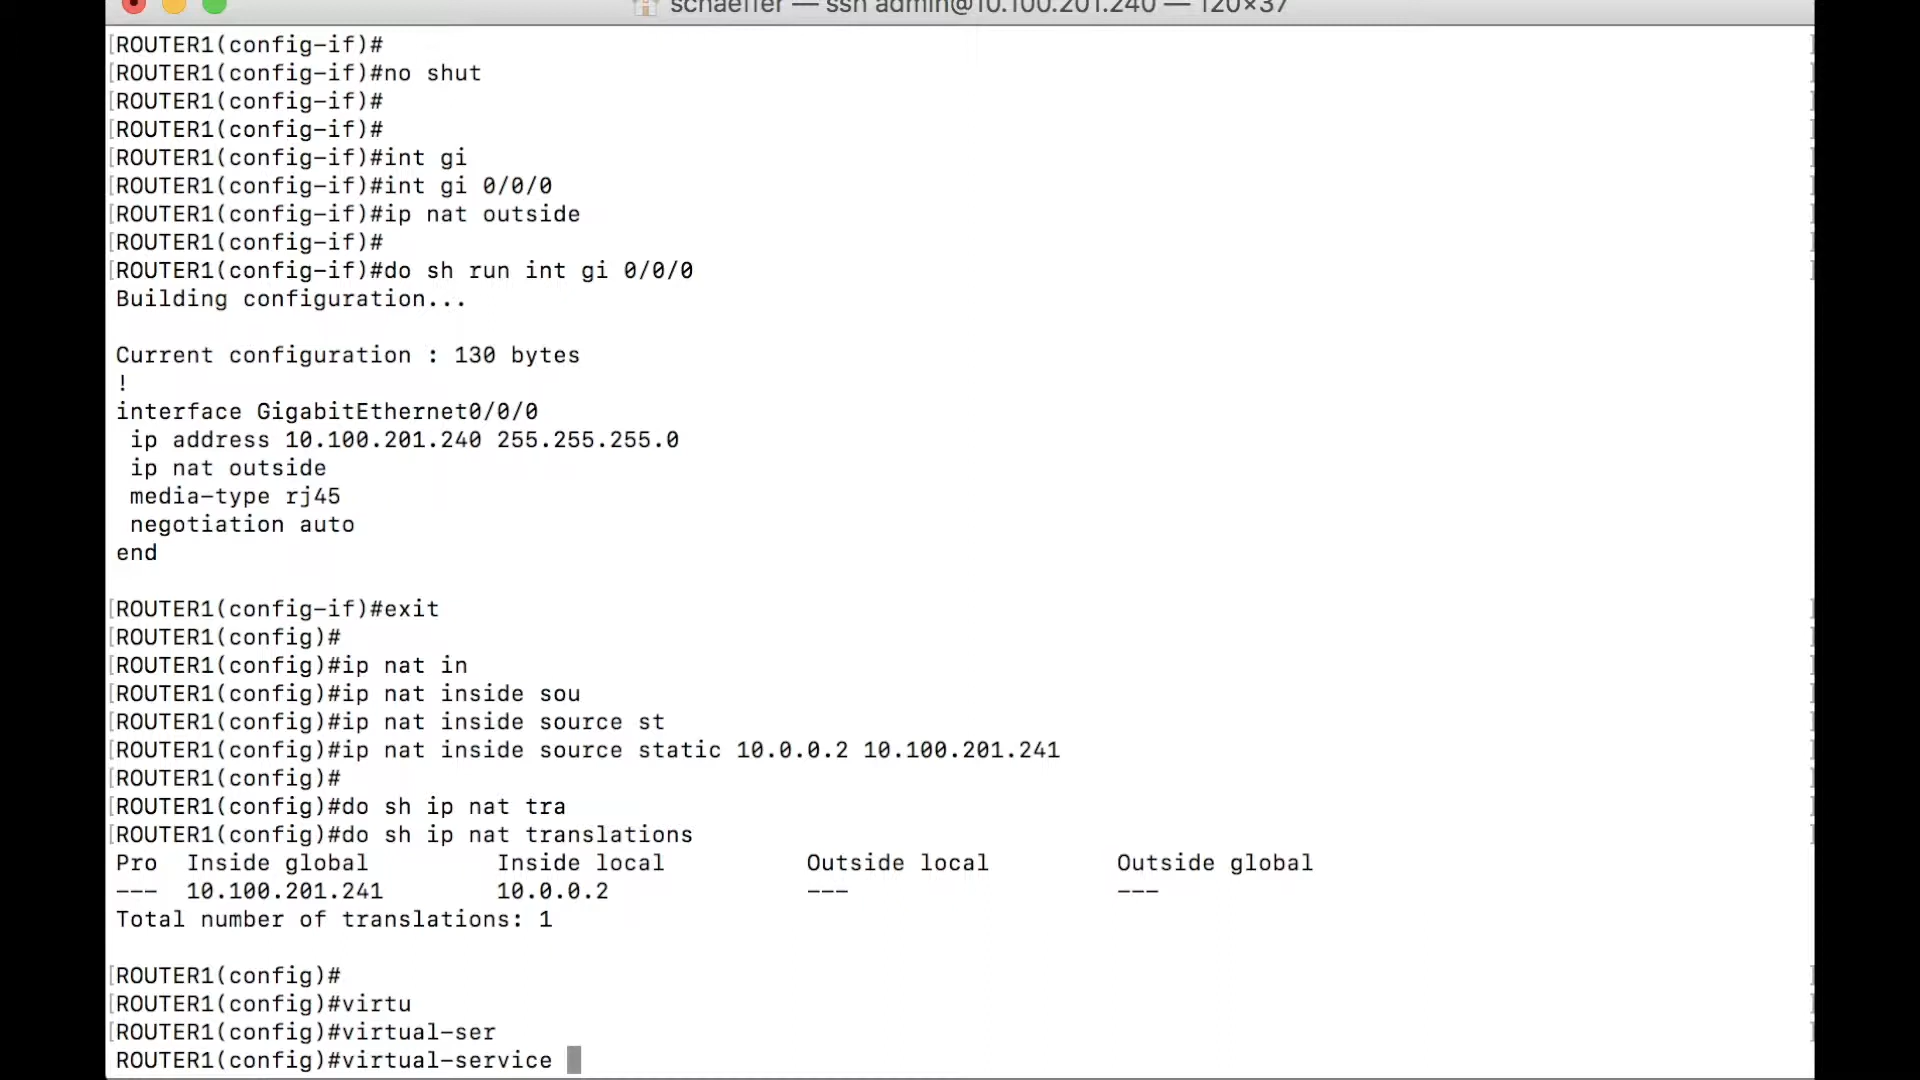 schaeffer — ssh admin@10.100.201.240 — 120×37
[ROUTER1(config-if)# ]
[ROUTER1(config-if)#no shut ]
[ROUTER1(config-if)# ]
[ROUTER1(config-if)# ]
[ROUTER1(config-if)#int gi ]
[ROUTER1(config-if)#int gi 0/0/0 ]
[ROUTER1(config-if)#ip nat outside ]
[ROUTER1(config-if)# ]
[ROUTER1(config-if)#do sh run int gi 0/0/0 ]
Building configuration...
Current configuration : 130 bytes
!
interface GigabitEthernet0/0/0
ip address 10.100.201.240 255.255.255.0
ip nat outside
media-type rj45
negotiation auto
end
[ROUTER1(config-if)#exit ]
[ROUTER1(config)# ]
[ROUTER1(config)#ip nat in ]
[ROUTER1(config)#ip nat inside sou ]
[ROUTER1(config)#ip nat inside source st ]
[ROUTER1(config)#ip nat inside source static 10.0.0.2 10.100.201.241 ]
[ROUTER1(config)# ]
[ROUTER1(config)#do sh ip nat tra ]
[ROUTER1(config)#do sh ip nat translations ]
Pro Inside global Inside local Outside local Outside global
--- 10.100.201.241 10.0.0.2 --- ---
Total number of translations: 1
[ROUTER1(config)# ]
[ROUTER1(config)#virtu ]
[ROUTER1(config)#virtual-ser ]
ROUTER1(config)#virtual-service